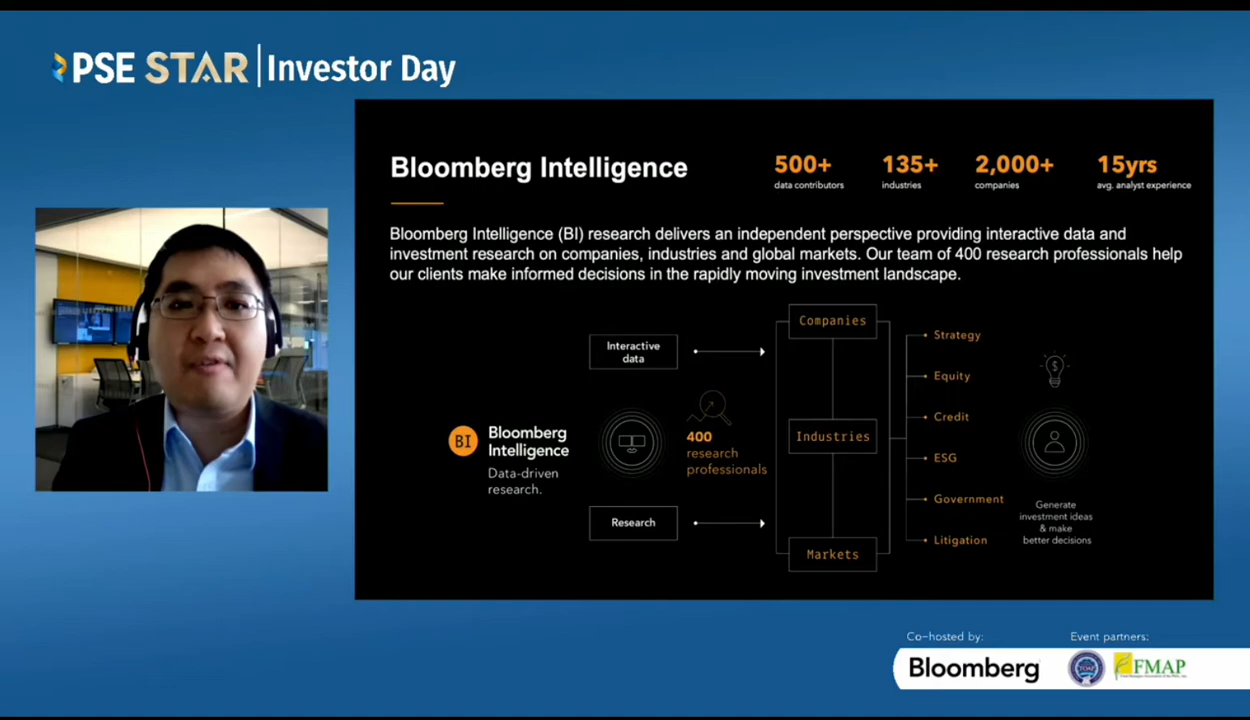 PSE STAR Investor Day
Bloomberg Intelligence
500+
data contributors
135+
industries
2,000+
companies
15yrs
avg. analyst experience
Bloomberg Intelligence (BI) research delivers an independent perspective providing interactive data and
investment research on companies, industries and global markets. Our team of 400 research professionals help
our clients make informed decisions in the rapidly moving investment landscape.
BI
Bloomberg
Intelligence
Data-driven
research.
Interactive
data
400
research
professionals
Research
Companies
Industries
Markets
Strategy
Equity
Credit
ESG
Government
Litigation
$
Generate
investment ideas
& make
better decisions
Co-hosted by:
Bloomberg
Event partners:
FMAP